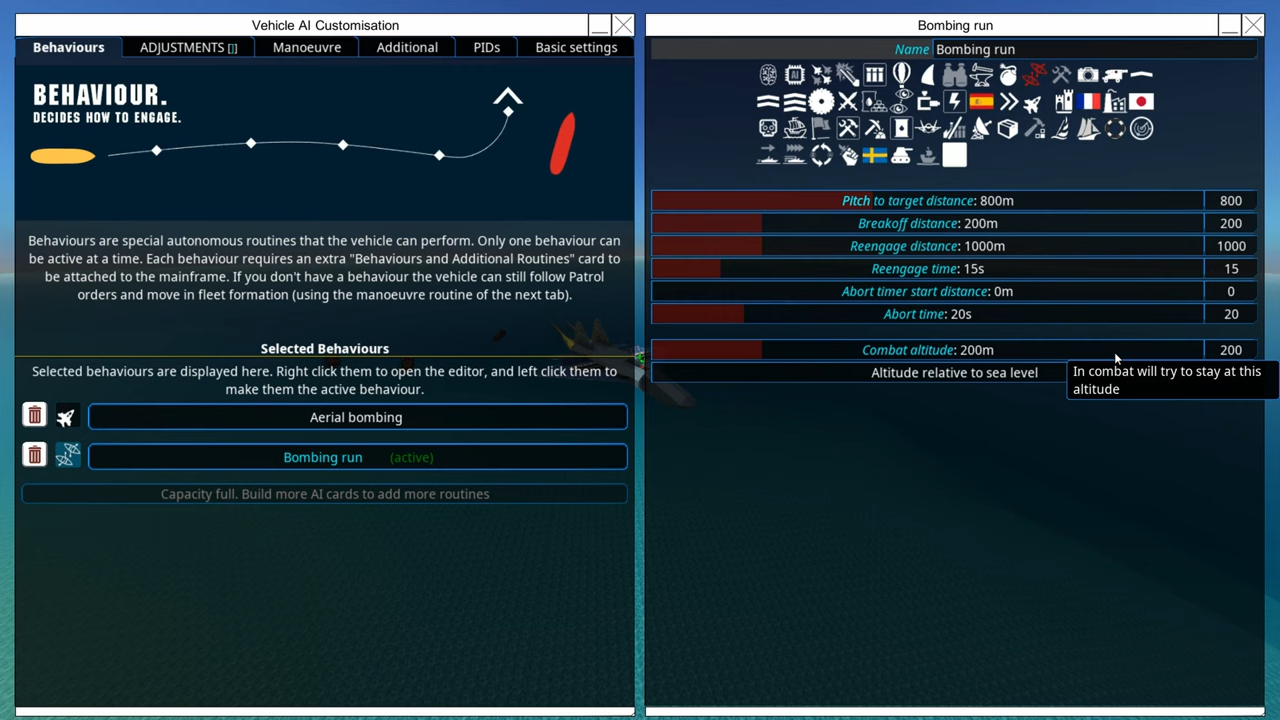 Vehicle AI Customisation
Behaviours
ADJUSTMENTS []
Manoeuvre
Additional
PIDs
Basic settings
BEHAVIOUR.
DECIDES HOW TO ENGAGE.
Behaviours are special autonomous routines that the vehicle can perform. Only one behaviour can
be active at a time. Each behaviour requires an extra "Behaviours and Additional Routines" card to
be attached to the mainframe. If you don't have a behaviour the vehicle can still follow Patrol
orders and move in fleet formation (using the manoeuvre routine of the next tab).
Selected Behaviours
Selected behaviours are displayed here. Right click them to open the editor, and left click them to
make them the active behaviour.
Aerial bombing
Bombing run (active)
Capacity full. Build more AI cards to add more routines
Bombing run
Name Bombing run
AI
Pitch to target distance: 800m 800
Breakoff distance: 200m 200
Reengage distance: 1000m 1000
Reengage time: 15s 15
Abort timer start distance: 0m 0
Abort time: 20s 20
Combat altitude: 200m 200
Altitude relative to sea level
In combat will try to stay at this
altitude